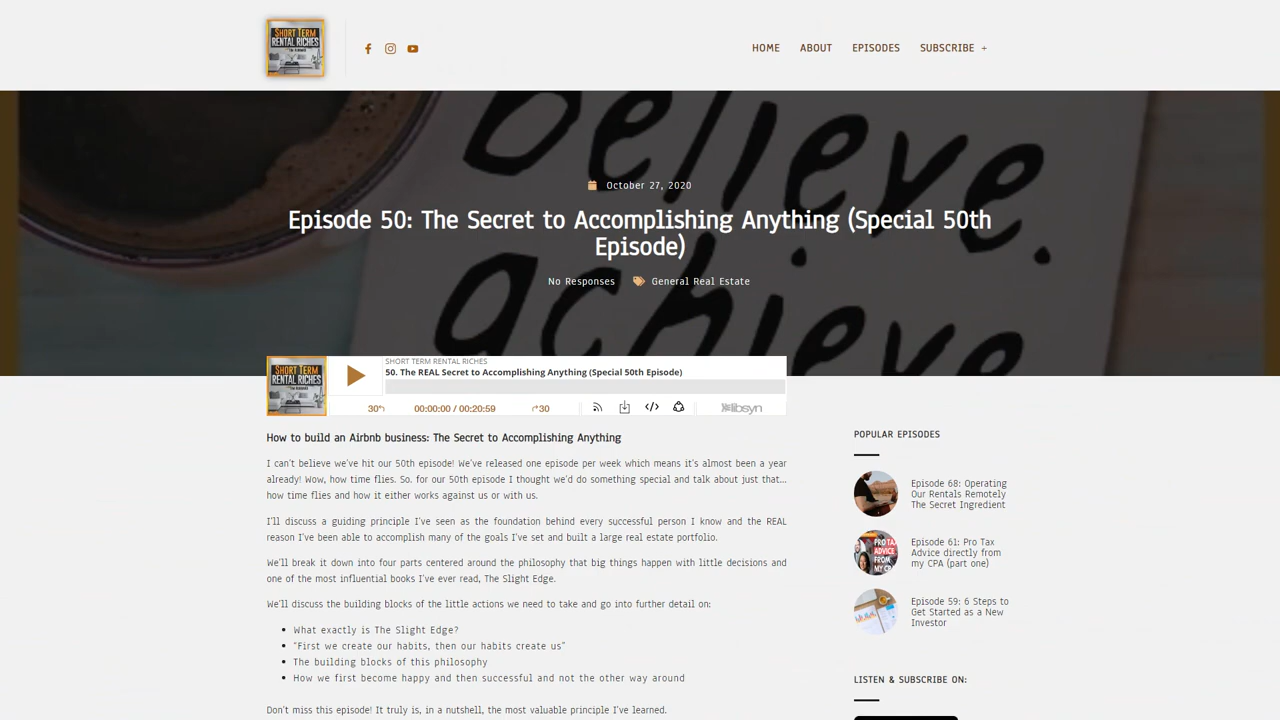 SHORT TERM
RENTAL RICHES
HOME
ABOUT
EPISODES
SUBSCRIBE +
believe.
achieve
October 27, 2020
Episode 50: The Secret to Accomplishing Anything (Special 50th
Episode)
No Responses
General Real Estate
SHORT TERM
RENTAL RICHES
SHORT TERM RENTAL RICHES
50. The REAL Secret to Accomplishing Anything (Special 50th Episode)
30
00:00:00 / 00:20:59
30
libsyn
How to build an Airbnb business: The Secret to Accomplishing Anything
I can't believe we've hit our 50th episode! We've released one episode per week which means it's almost been a year
already! Wow, how time flies. So, for our 50th episode I thought we'd do something special and talk about just that…
how time flies and how it either works against us or with us.
I'll discuss a guiding principle I've seen as the foundation behind every successful person I know and the REAL
reason I've been able to accomplish many of the goals I've set and built a large real estate portfolio.
We'll break it down into four parts centered around the philosophy that big things happen with little decisions and
one of the most influential books I've ever read, The Slight Edge.
We'll discuss the building blocks of the little actions we need to take and go into further detail on:
What exactly is The Slight Edge?
"First we create our habits, then our habits create us"
The building blocks of this philosophy
How we first become happy and then successful and not the other way around
Don't miss this episode! It truly is, in a nutshell, the most valuable principle I've learned.
POPULAR EPISODES
Episode 68: Operating
Our Rentals Remotely
The Secret Ingredient
PRO TAX
ADVICE
FROM
MY CPA
Episode 61: Pro Tax
Advice directly from
my CPA (part one)
Episode 59: 6 Steps to
Get Started as a New
Investor
LISTEN & SUBSCRIBE ON: